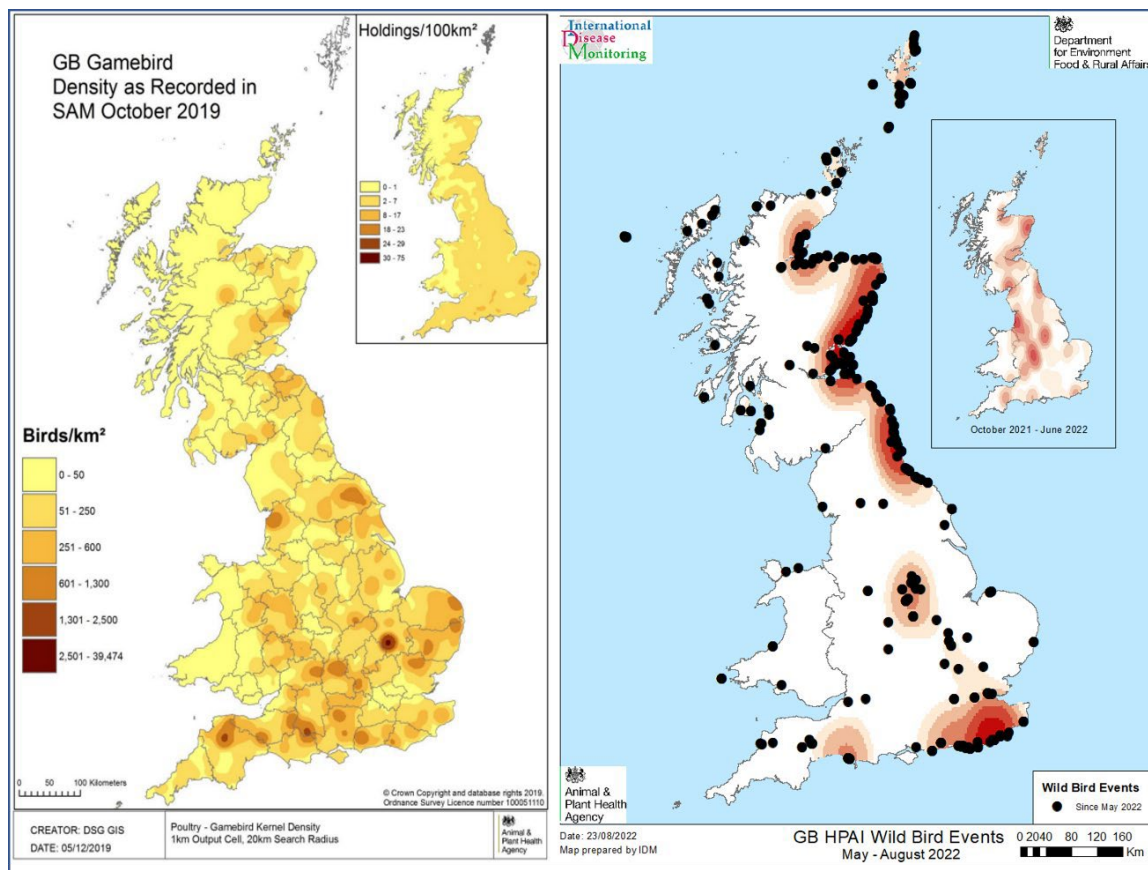 GB Gamebird
Density as Recorded in
SAM October 2019
Holdings/100km²
0 - 1
2 - 7
8 - 17
18 - 23
24 - 29
30 - 75
Birds/km²
0 - 50
51 - 250
251 - 600
601 - 1,300
1,301 - 2,500
2,501 - 39,474
0 50 100 Kilometers
© Crown Copyright and database rights 2019.
Ordnance Survey Licence number 100051110
CREATOR: DSG GIS
DATE: 05/12/2019
Poultry - Gamebird Kernel Density
1km Output Cell, 20km Search Radius
Animal &
Plant Health
Agency
International
Disease
Monitoring
Department
for Environment
Food & Rural Affairs
October 2021 - June 2022
Wild Bird Events
Since May 2022
Animal &
Plant Health
Agency
Date: 23/08/2022
Map prepared by IDM
GB HPAI Wild Bird Events
May - August 2022
0 20 40 80 120 160
Km